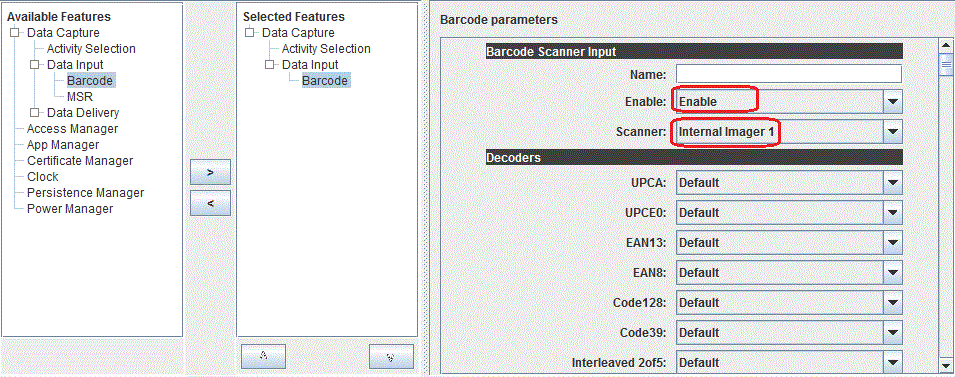 Available Features
Data Capture
Activity Selection
Data Input
Barcode
MSR
Data Delivery
Access Manager
App Manager
Certificate Manager
Clock
Persistence Manager
Power Manager
>
<
Selected Features
Data Capture
Activity Selection
Data Input
Barcode
Barcode parameters
Barcode Scanner Input
Name:
Enable: Enable
Scanner: Internal Imager 1
Decoders
UPCA: Default
UPCE0: Default
EAN13: Default
EAN8: Default
Code128: Default
Code39: Default
Interleaved 2of5: Default